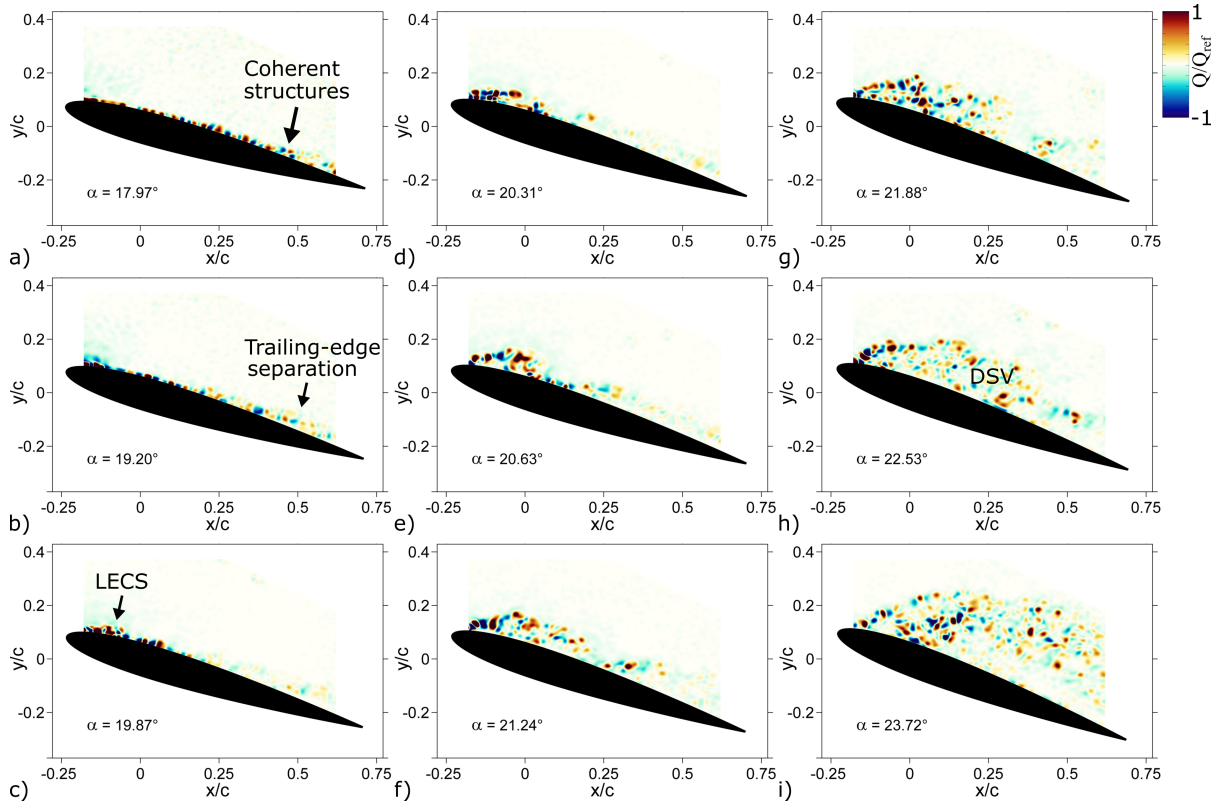 0.4
0.2
0
-0.2
y/c
Coherent
structures
α = 17.97°
-0.25 0 0.25 0.5 0.75
x/c
a)
0.4
0.2
0
-0.2
y/c
α = 20.31°
-0.25 0 0.25 0.5 0.75
x/c
d)
0.4
0.2
0
-0.2
y/c
α = 21.88°
-0.25 0 0.25 0.5 0.75
x/c
g)
1
Q/Qref
-1
0.4
0.2
0
-0.2
y/c
Trailing-edge
separation
α = 19.20°
-0.25 0 0.25 0.5 0.75
x/c
b)
0.4
0.2
0
-0.2
y/c
α = 20.63°
-0.25 0 0.25 0.5 0.75
x/c
e)
0.4
0.2
0
-0.2
y/c
DSV
α = 22.53°
-0.25 0 0.25 0.5 0.75
x/c
h)
0.4
0.2
0
-0.2
y/c
LECS
α = 19.87°
-0.25 0 0.25 0.5 0.75
x/c
c)
0.4
0.2
0
-0.2
y/c
α = 21.24°
-0.25 0 0.25 0.5 0.75
x/c
f)
0.4
0.2
0
-0.2
y/c
α = 23.72°
-0.25 0 0.25 0.5 0.75
x/c
i)